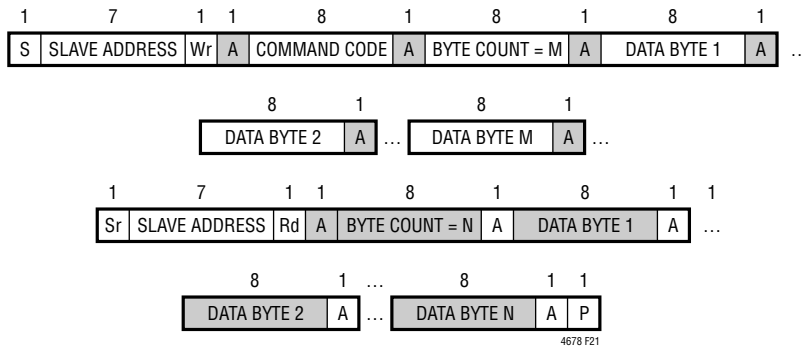 1 7 1 1 8 1 8 1 8 1
S SLAVE ADDRESS Wr A COMMAND CODE A BYTE COUNT = M A DATA BYTE 1 A ...
8 1 8 1
DATA BYTE 2 A ... DATA BYTE M A ...
1 7 1 1 8 1 8 1 1
Sr SLAVE ADDRESS Rd A BYTE COUNT = N A DATA BYTE 1 A ...
8 1 ... 8 1 1
DATA BYTE 2 A ... DATA BYTE N A P
4678 F21